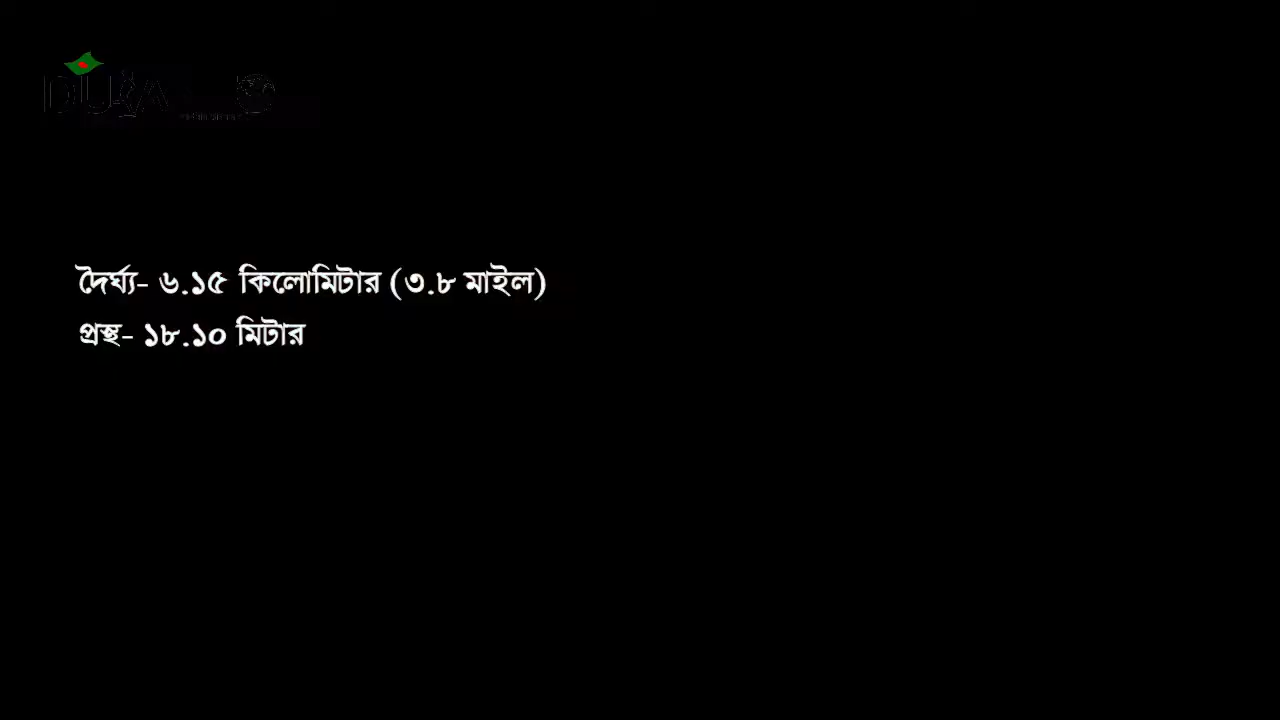 দৈর্ঘ্য- ৬.১৫ কিলোমিটার (৩.৮ মাইল)
প্রস্থ- ১৮.১০ মিটার